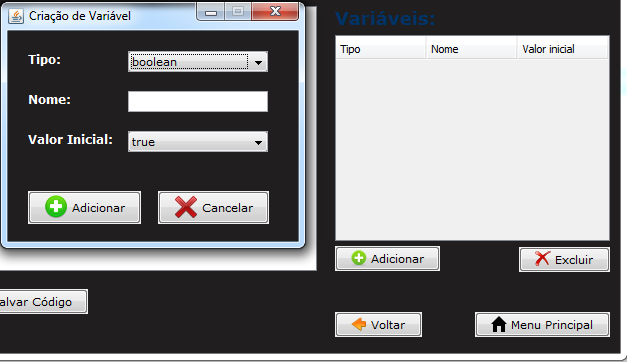 Criação de Variável
Tipo:
boolean
Nome:
Valor Inicial:
true
Adicionar
Cancelar
Variáveis:
Tipo Nome Valor inicial
Adicionar
Excluir
alvar Código
Voltar
Menu Principal